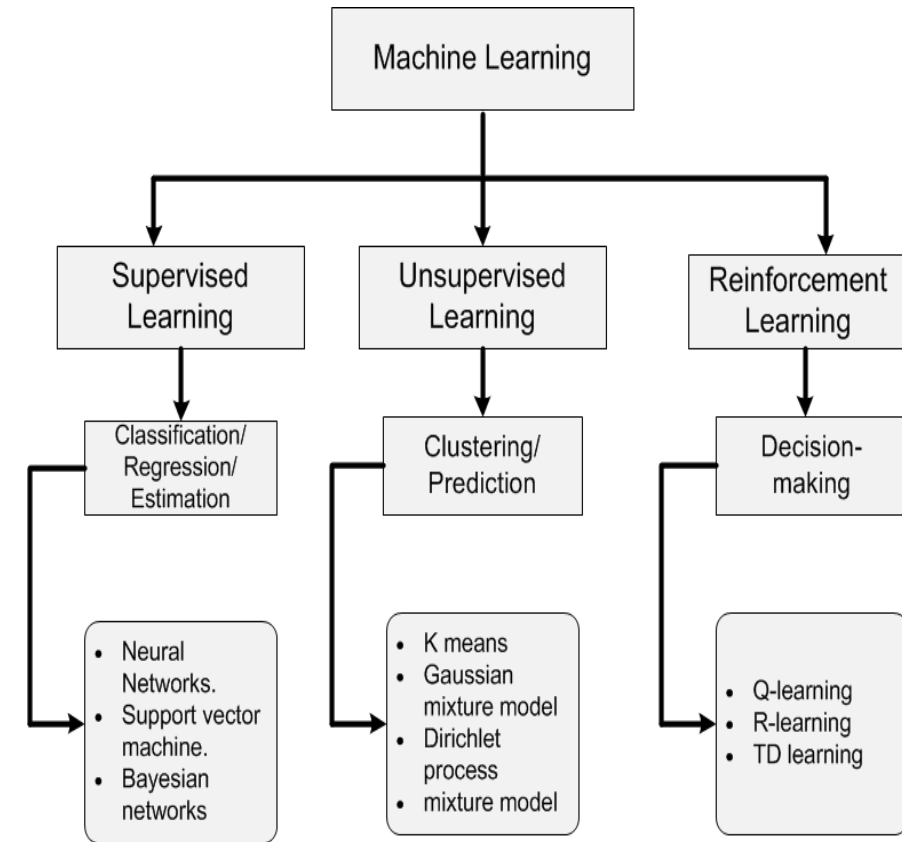 Machine Learning
Supervised
Learning
Unsupervised
Learning
Reinforcement
Learning
Classification/
Regression/
Estimation
Clustering/
Prediction
Decision-
making
• Neural
Networks.
• Support vector
machine.
• Bayesian
networks
• K means
• Gaussian
mixture model
• Dirichlet
process
• mixture model
• Q-learning
• R-learning
• TD learning